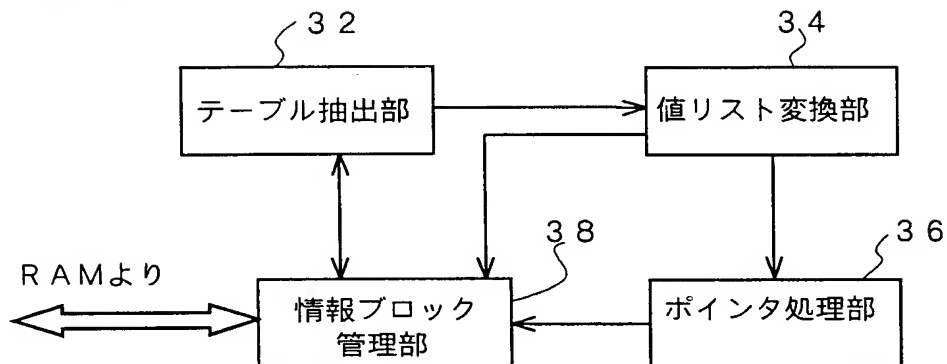 32
34
テーブル抽出部
値リスト変換部
38
36
RAMより
情報ブロック
管理部
ポインタ処理部